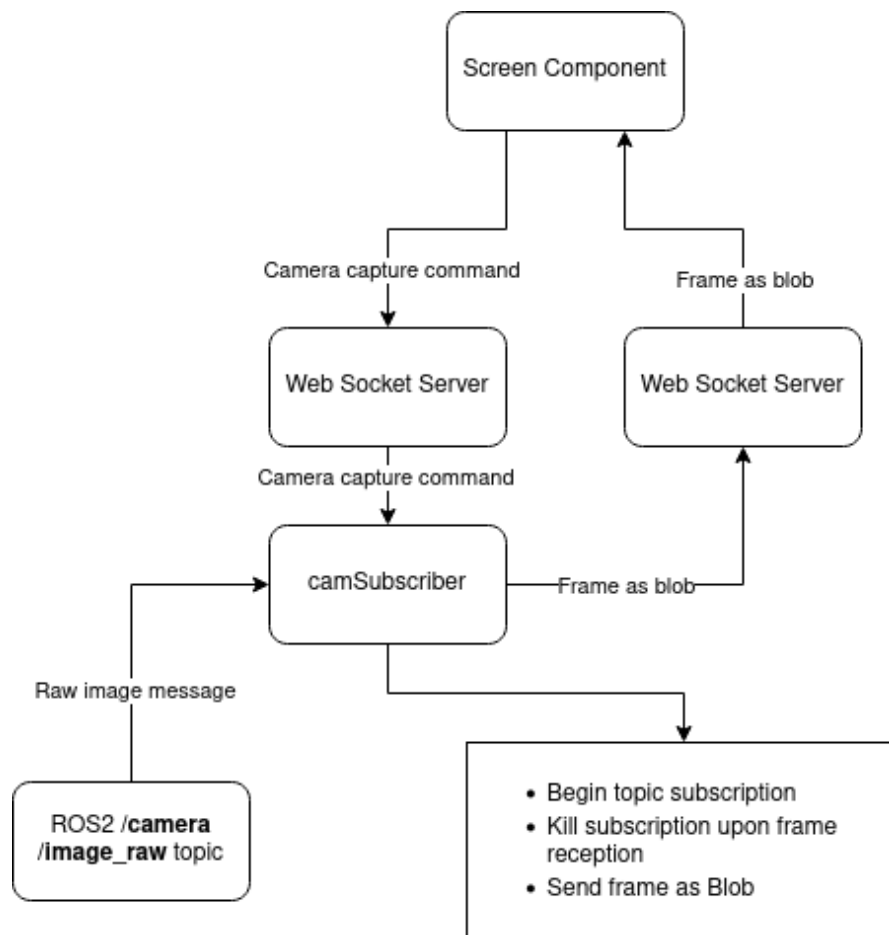 Screen Component
Camera capture command
Frame as blob
Web Socket Server
Web Socket Server
Camera capture command
camSubscriber
Frame as blob
Raw image message
ROS2 /camera
/image_raw topic
• Begin topic subscription
• Kill subscription upon frame
reception
• Send frame as Blob